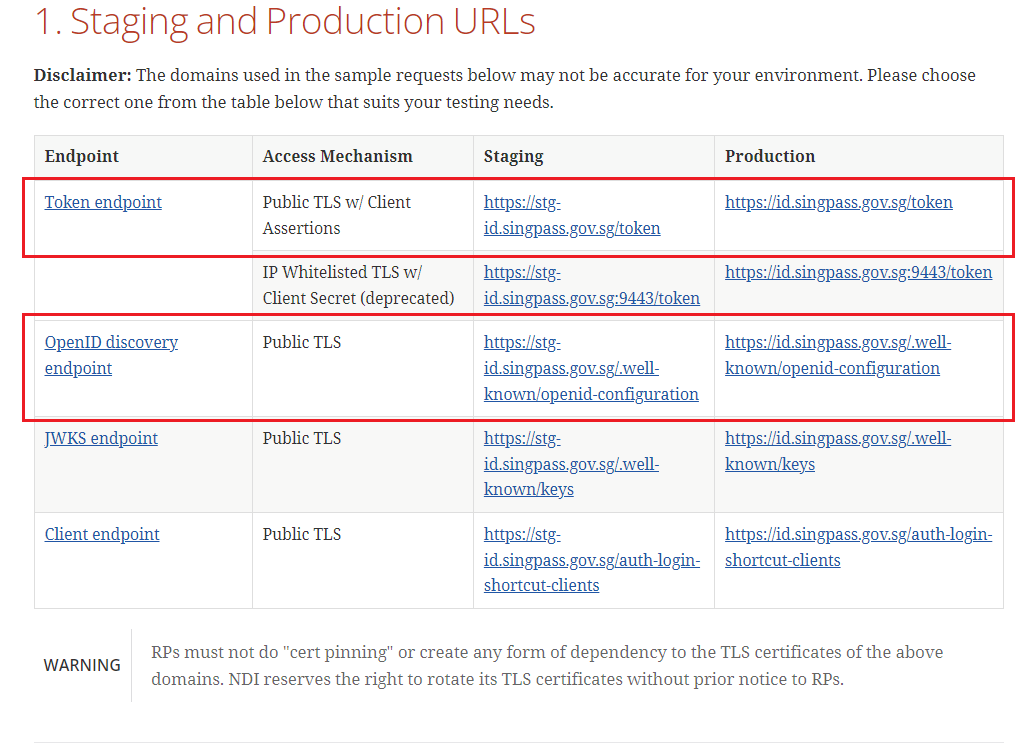 1. Staging and Production URLs
Disclaimer: The domains used in the sample requests below may not be accurate for your environment. Please choose
the correct one from the table below that suits your testing needs.
Endpoint Access Mechanism Staging Production
Token endpoint Public TLS w/ Client https://stg- https://id.singpass.gov.sg/token
Assertions id.singpass.gov.sg/token
IP Whitelisted TLS w/ https://stg- https://id.singpass.gov.sg:9443/token
Client Secret (deprecated) id.singpass.gov.sg:9443/token
OpenID discovery Public TLS https://stg- https://id.singpass.gov.sg/.well-
endpoint id.singpass.gov.sg/.well- known/openid-configuration
known/openid-configuration
JWKS endpoint Public TLS https://stg- https://id.singpass.gov.sg/.well-
id.singpass.gov.sg/.well- known/keys
known/keys
Client endpoint Public TLS https://stg- https://id.singpass.gov.sg/auth-login-
id.singpass.gov.sg/auth-login- shortcut-clients
shortcut-clients
WARNING
RPs must not do "cert pinning" or create any form of dependency to the TLS certificates of the above
domains. NDI reserves the right to rotate its TLS certificates without prior notice to RPs.